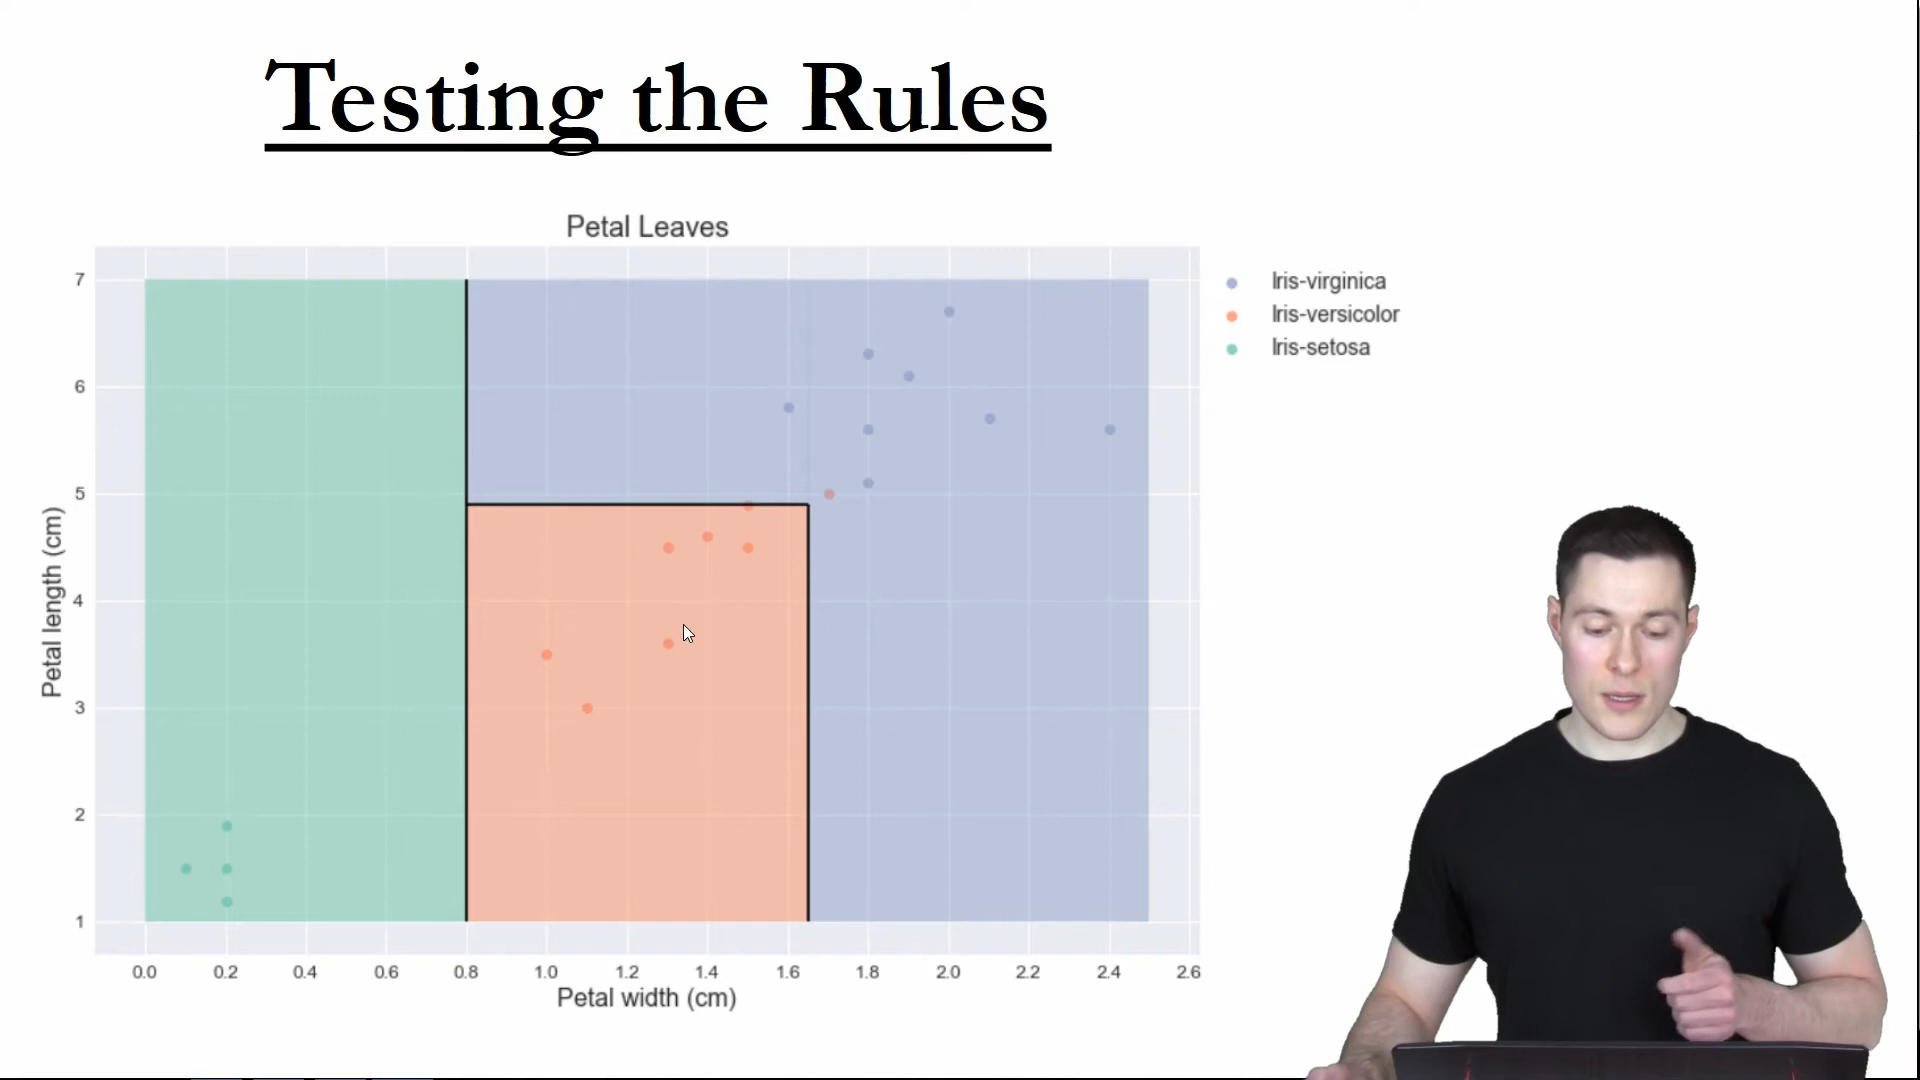 Testing the Rules
Petal Leaves
Iris-virginica
Iris-versicolor
Iris-setosa
Petal length (cm)
7
6
5
4
3
2
1
0.0 0.2 0.4 0.6 0.8 1.0 1.2 1.4 1.6 1.8 2.0 2.2 2.4 2.6
Petal width (cm)